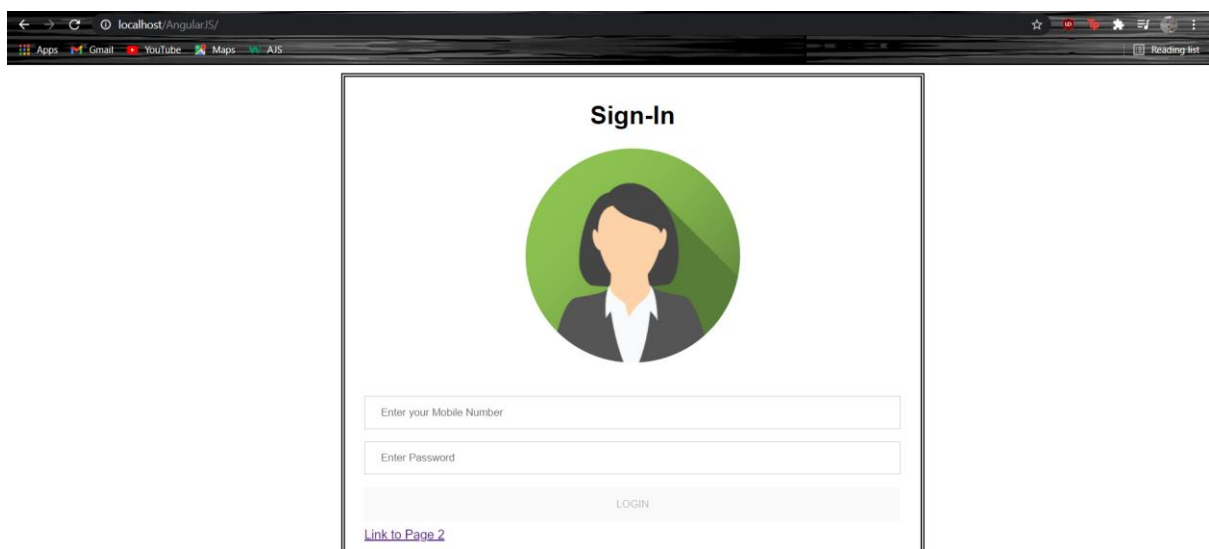 localhost/AngularJS/
Apps Gmail YouTube Maps AJS Reading list
Sign-In
Enter your Mobile Number
Enter Password
LOGIN
Link to Page 2